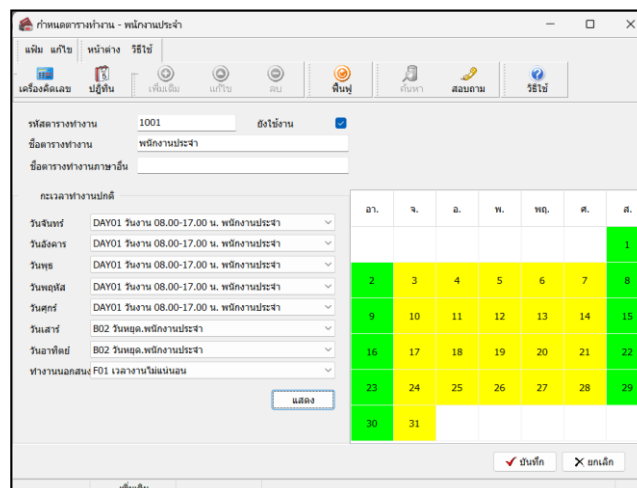 กำหนดตารางทำงาน - พนักงานประจำ
แฟ้ม แก้ไข หน้าต่าง วิธีใช้
เครื่องคิดเลข ปฏิทิน เพิ่มเติม แก้ไข ลบ ฟื้นฟู ค้นหา สอบถาม วิธีใช้
รหัสตารางทำงาน 1001 ยังใช้งาน
ชื่อตารางทำงาน พนักงานประจำ
ชื่อตารางทำงานภาษาอื่น
กะเวลาทำงานปกติ
วันจันทร์ DAY01 วันงาน 08.00-17.00 น. พนักงานประจำ
วันอังคาร DAY01 วันงาน 08.00-17.00 น. พนักงานประจำ
วันพุธ DAY01 วันงาน 08.00-17.00 น. พนักงานประจำ
วันพฤหัส DAY01 วันงาน 08.00-17.00 น. พนักงานประจำ
วันศุกร์ DAY01 วันงาน 08.00-17.00 น. พนักงานประจำ
วันเสาร์ B02 วันหยุด.พนักงานประจำ
วันอาทิตย์ B02 วันหยุด.พนักงานประจำ
ทำงานนอกสถน F01 เวลางานไม่แน่นอน
แสดง
อา. จ. อ. พ. พฤ. ศ. ส.
1
2 3 4 5 6 7 8
9 10 11 12 13 14 15
16 17 18 19 20 21 22
23 24 25 26 27 28 29
30 31
บันทึก ยกเลิก